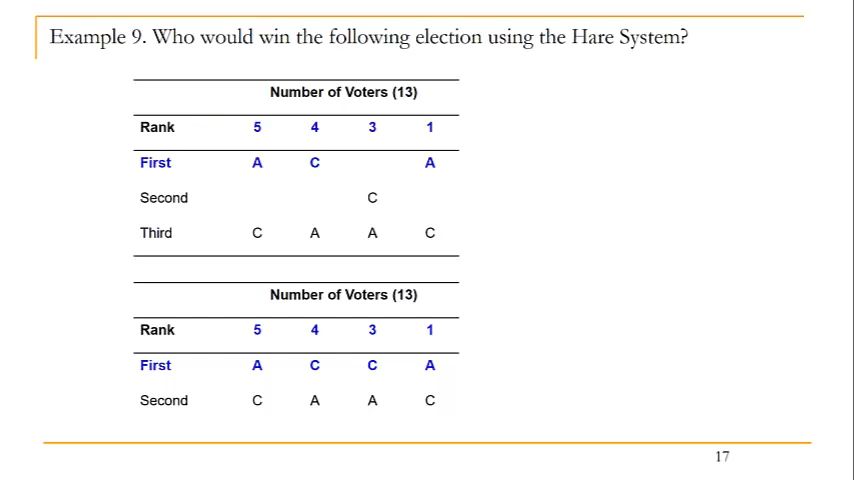 Example 9. Who would win the following election using the Hare System?
Number of Voters (13)
Rank 5 4 3 1
First A C A
Second C
Third C A A C
Number of Voters (13)
Rank 5 4 3 1
First A C C A
Second C A A C
17